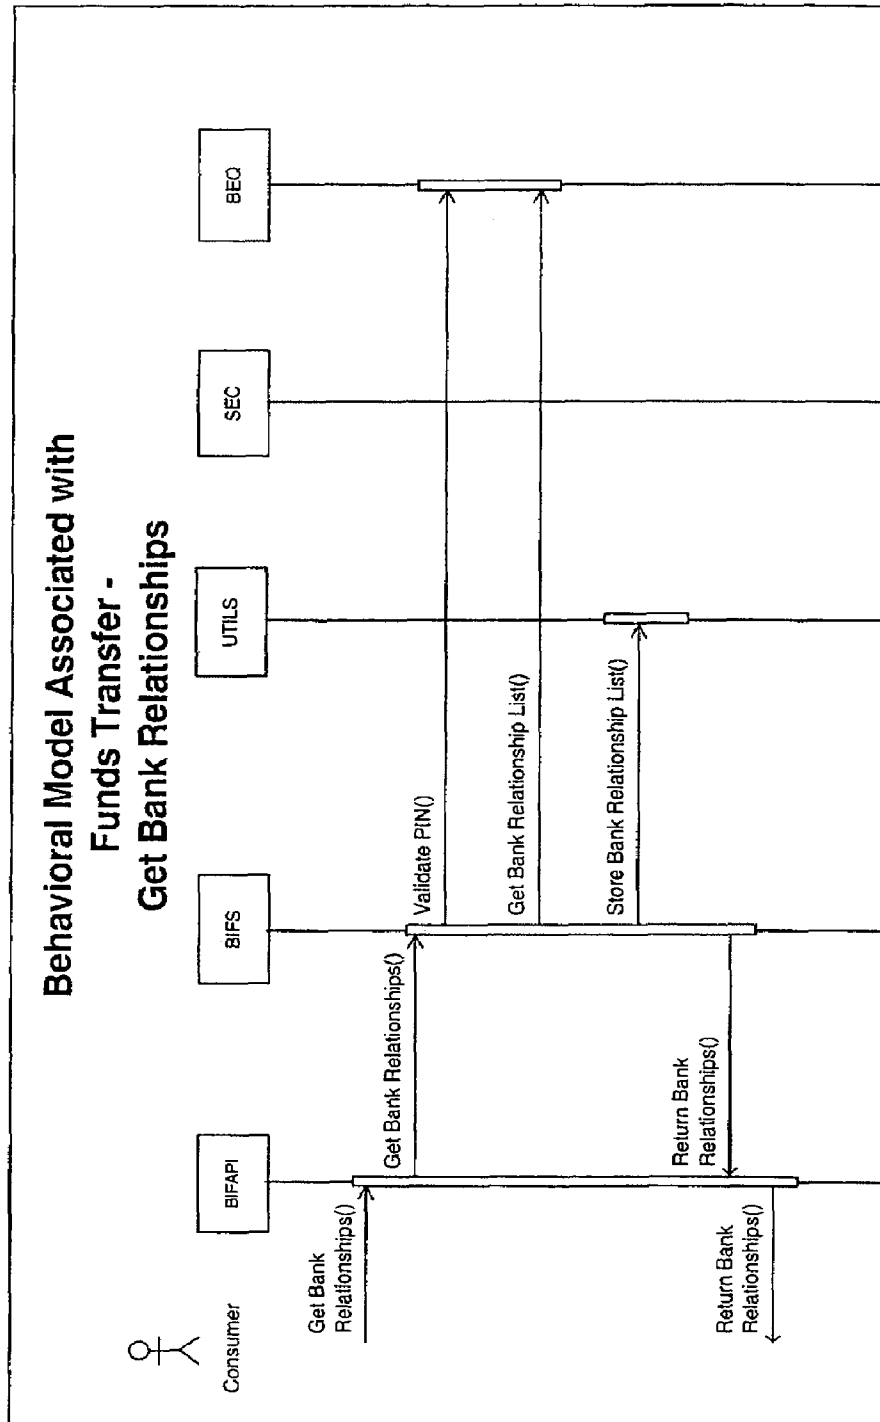 Behavioral Model Associated with
Funds Transfer -
Get Bank Relationships
Consumer
BIFAPI
BIFS
UTILS
SEC
BEQ
Get Bank
Relationships()
Get Bank Relationships()
Validate PIN()
Get Bank Relationship List()
Store Bank Relationship List()
Return Bank
Relationships()
Return Bank
Relationships()